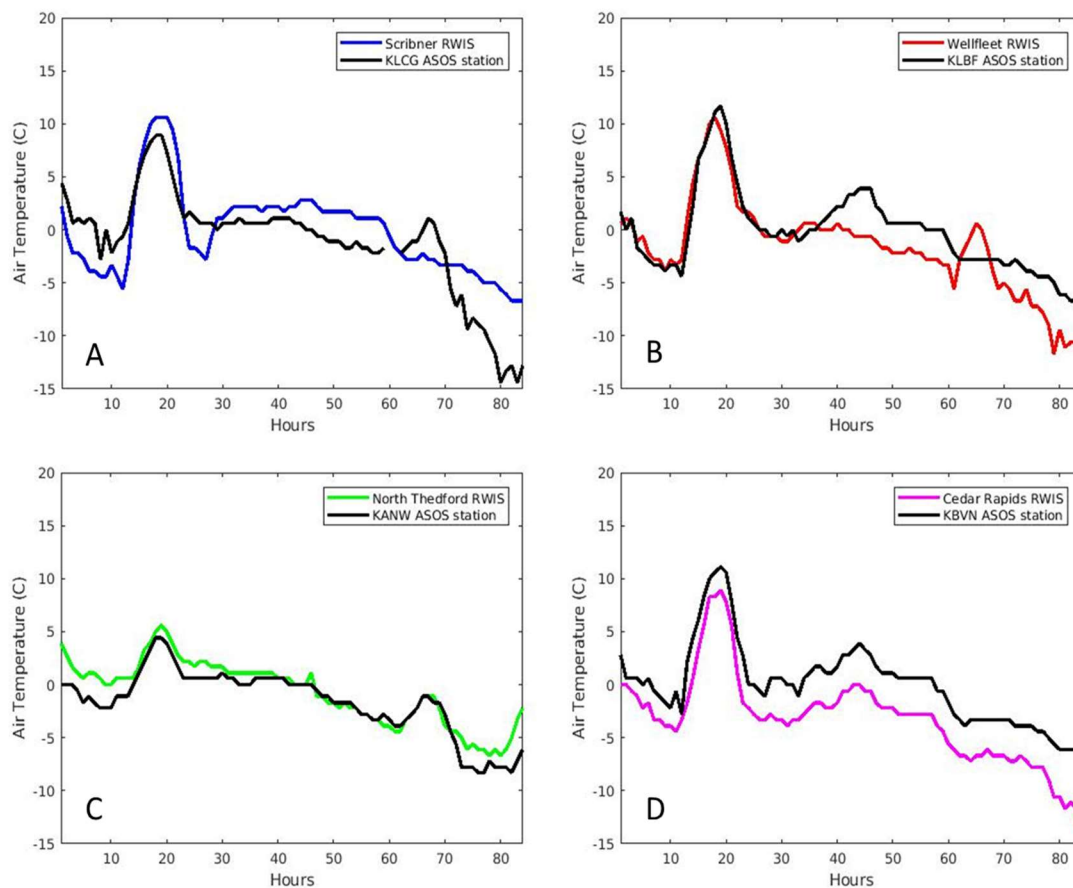 20
15
10
5
0
-5
-10
-15
Air Temperature (C)
Scribner RWIS
KLCG ASOS station
A
10 20 30 40 50 60 70 80
Hours
20
15
10
5
0
-5
-10
-15
Air Temperature (C)
Wellfleet RWIS
KLBF ASOS station
B
10 20 30 40 50 60 70 80
Hours
20
15
10
5
0
-5
-10
-15
Air Temperature (C)
North Thedford RWIS
KANW ASOS station
C
10 20 30 40 50 60 70 80
Hours
20
15
10
5
0
-5
-10
-15
Air Temperature (C)
Cedar Rapids RWIS
KBVN ASOS station
D
10 20 30 40 50 60 70 80
Hours